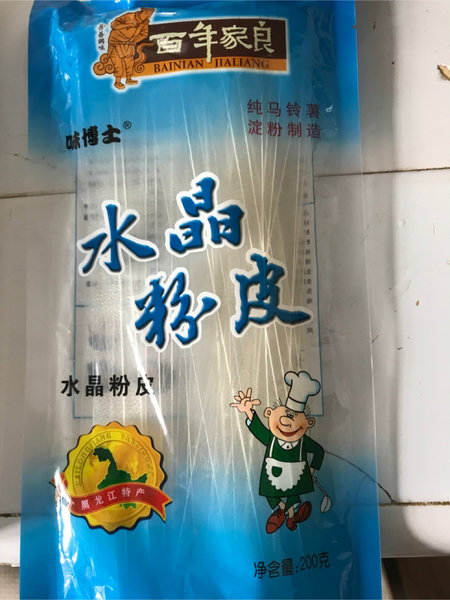 百年家良
BAINIAN JIALIANG
纯马铃薯
淀粉制造
味博士®
水晶
粉皮
水晶粉皮
黑龙江特产
净含量:200克